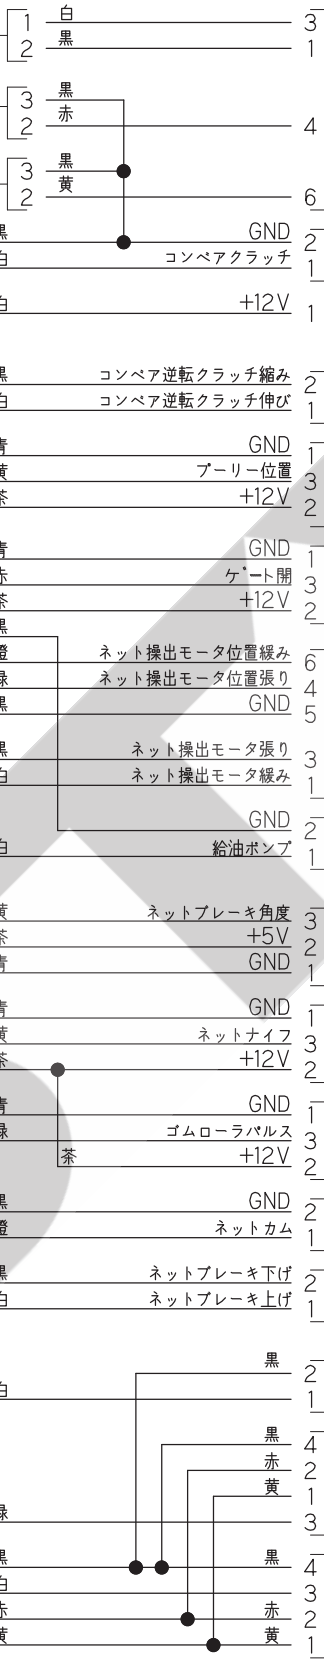 1 白 3
2 黒 1
3 黒
2 赤 4
3 黒
2 黄 6
黒 GND 2
白 コンベアクラッチ 1
白 +12V 1
黒 コンベア逆転クラッチ縮み 2
白 コンベア逆転クラッチ伸び 1
青 GND 1
黄 プーリー位置 3
茶 +12V 2
青 GND 1
赤 ゲート開 3
茶 +12V 2
黒
橙 ネット操出モータ位置緩み 6
緑 ネット操出モータ位置張り 4
黒 GND 5
黒 ネット操出モータ張り 3
白 ネット操出モータ緩み 1
GND 2
白 給油ポンプ 1
黄 ネットブレーキ角度 3
茶 +5V 2
青 GND 1
青 GND 1
黄 ネットナイフ 3
茶 +12V 2
青 GND 1
緑 ゴムローラパルス 3
茶 +12V 2
黒 GND 2
橙 ネットカム 1
黒 ネットブレーキ下げ 2
白 ネットブレーキ上げ 1
黒 2
白 1
黒 4
赤 2
黄 1
緑 3
黒 黒 4
白 3
赤 赤 2
黄 黄 1